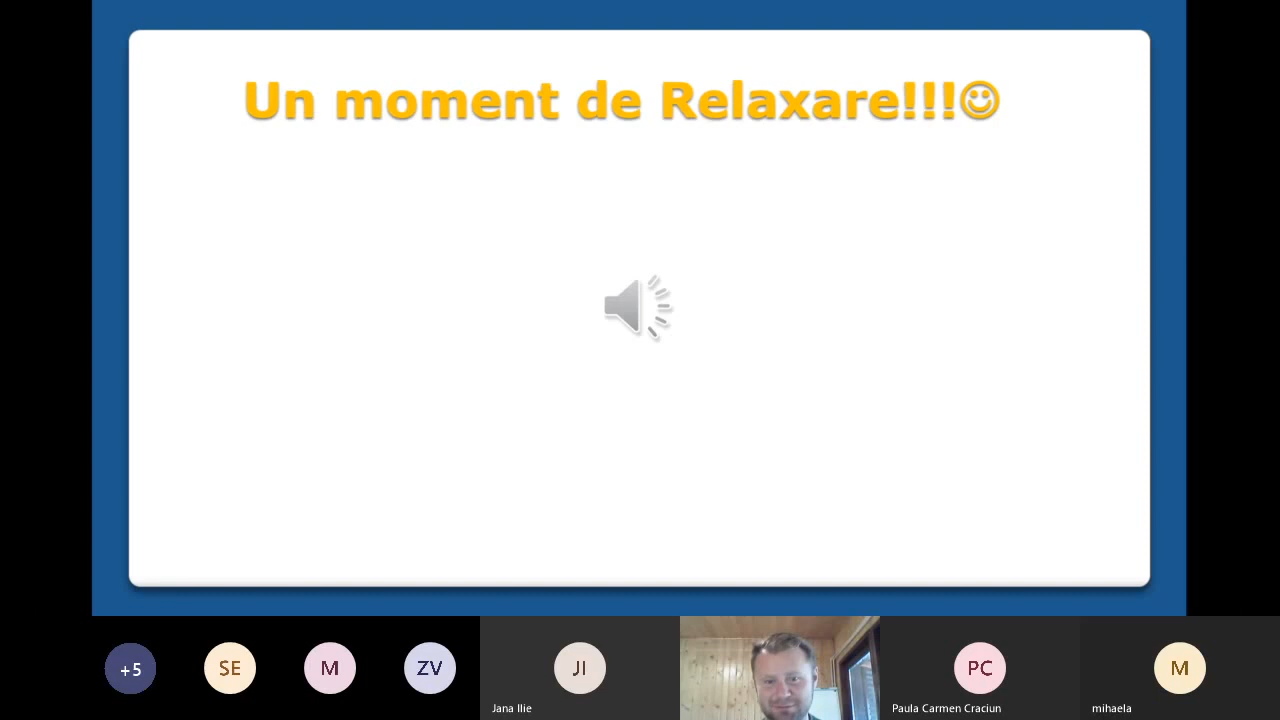 Un moment de Relaxare!!!☺
+5
SE
M
ZV
JI
PC
M
Jana Ilie
Paula Carmen Craciun
mihaela